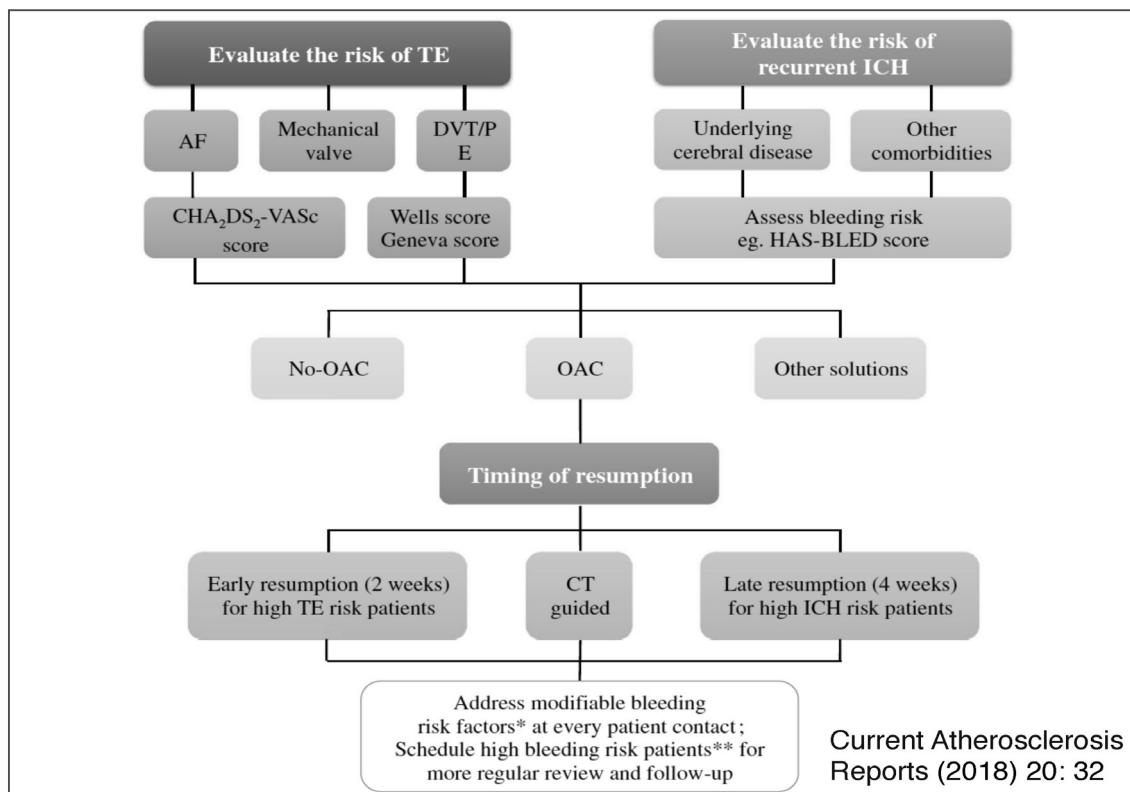 Evaluate the risk of TE
Evaluate the risk of
recurrent ICH
AF
Mechanical
valve
DVT/P
E
Underlying
cerebral disease
Other
comorbidities
CHA₂DS₂-VASc
score
Wells score
Geneva score
Assess bleeding risk
eg. HAS-BLED score
No-OAC
OAC
Other solutions
Timing of resumption
Early resumption (2 weeks)
for high TE risk patients
CT
guided
Late resumption (4 weeks)
for high ICH risk patients
Address modifiable bleeding
risk factors* at every patient contact;
Schedule high bleeding risk patients** for
more regular review and follow-up
Current Atherosclerosis
Reports (2018) 20: 32